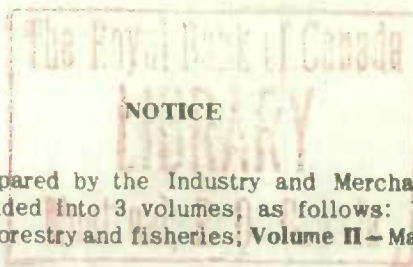 The Royal Bank of Canada
LIBRARY
NOTICE
pared by the Industry and Mercha
ded into 3 volumes, as follows:
orestry and fisheries; Volume II — Ma